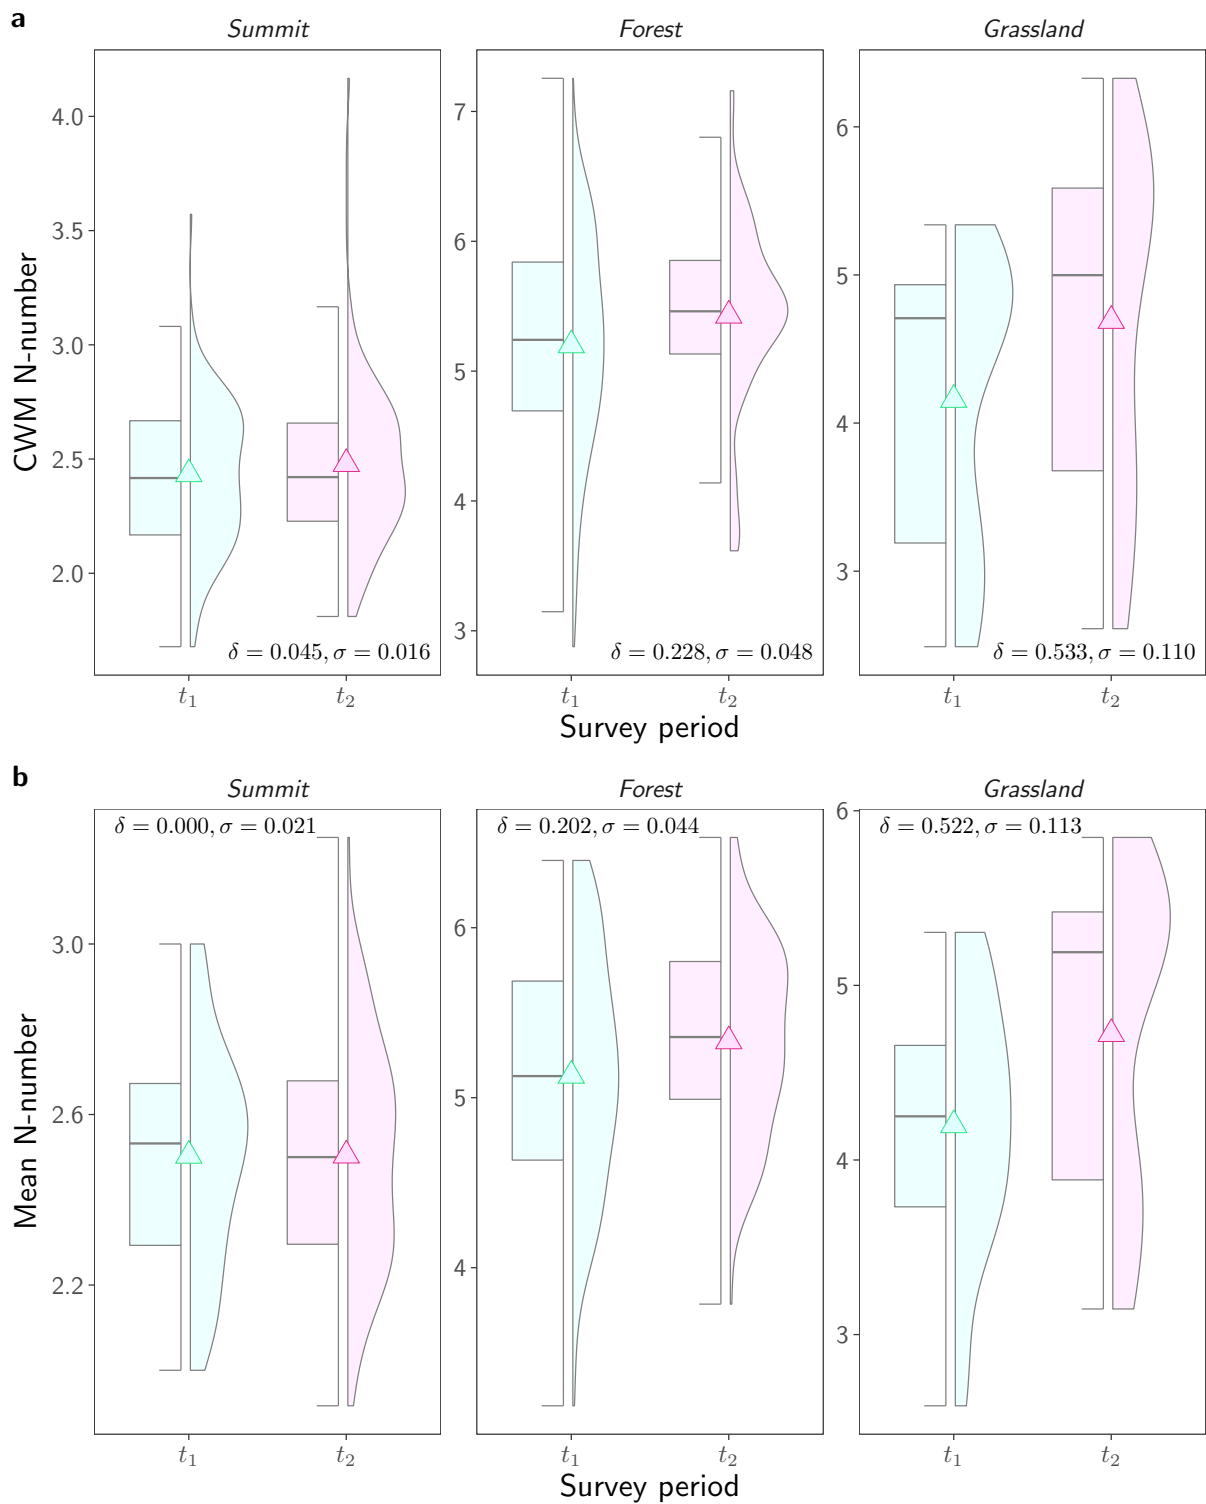 a
Summit Forest Grassland
CWM N-number
4.0
3.5
3.0
2.5
2.0
7
6
5
4
3
6
5
4
3
δ = 0.045, σ = 0.016
δ = 0.228, σ = 0.048
δ = 0.533, σ = 0.110
t₁ t₂ t₁ t₂ t₁ t₂
Survey period
b
Summit Forest Grassland
δ = 0.000, σ = 0.021
δ = 0.202, σ = 0.044
δ = 0.522, σ = 0.113
Mean N-number
3.0
2.6
2.2
6
5
4
6
5
4
3
t₁ t₂ t₁ t₂ t₁ t₂
Survey period